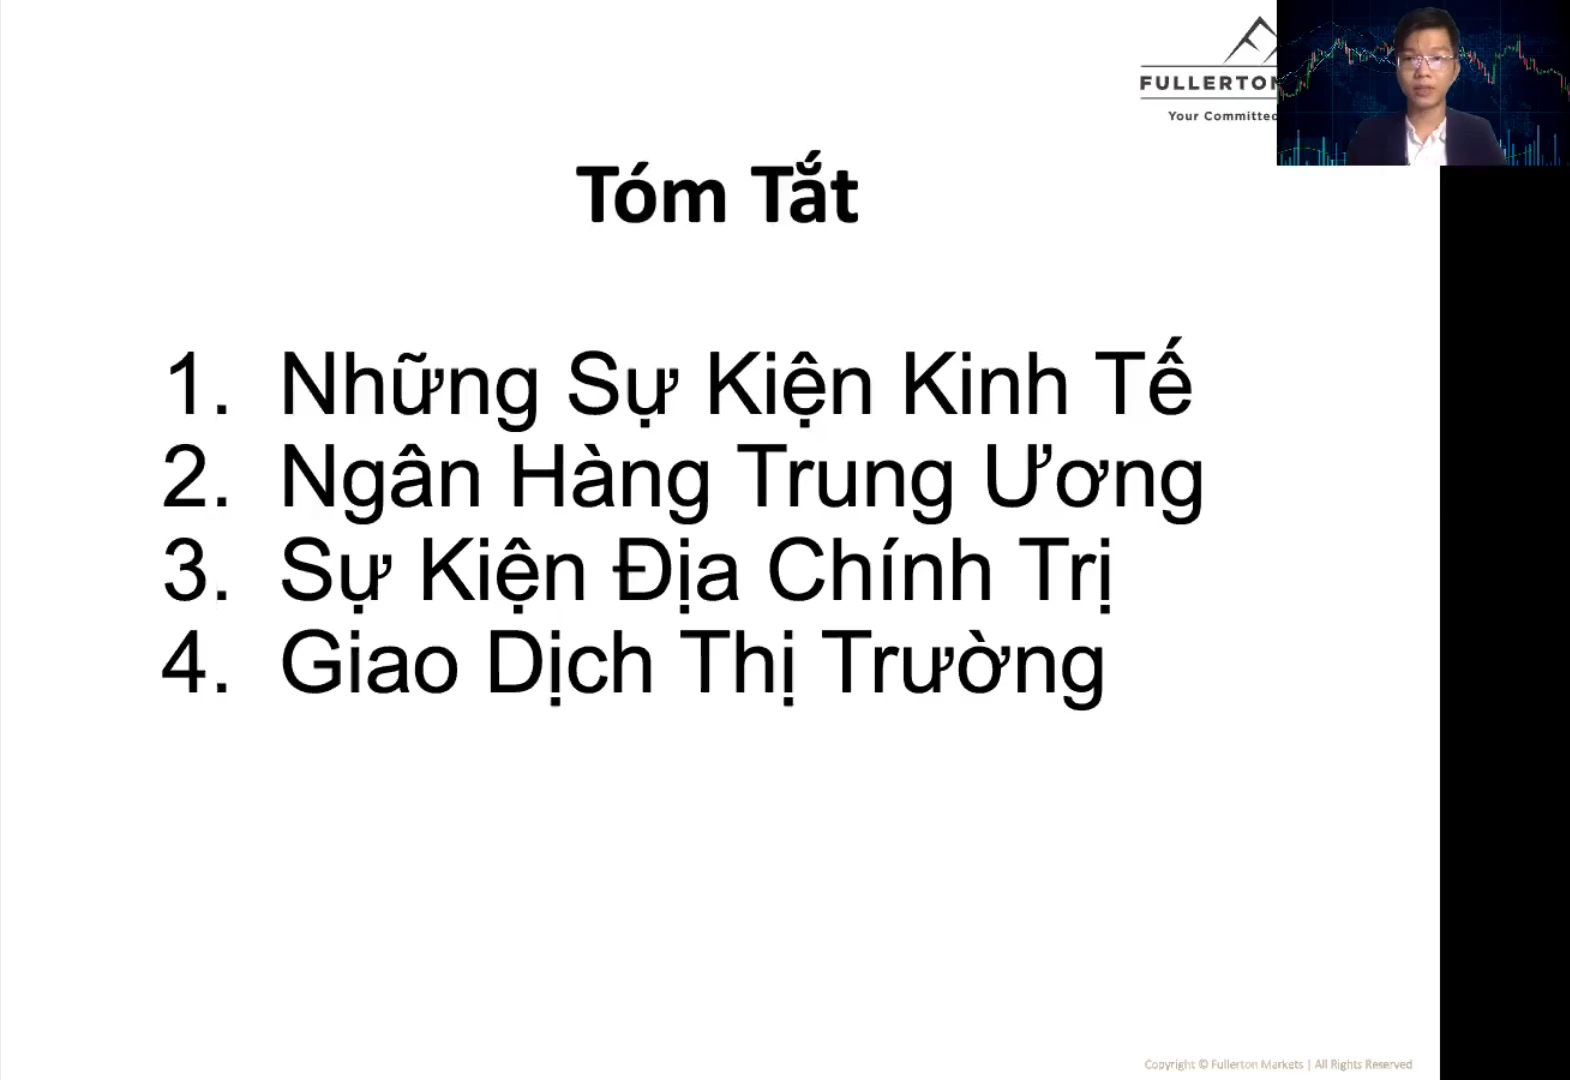 FULLERTON
Your Committed
Tóm Tắt
1. Những Sự Kiện Kinh Tế
2. Ngân Hàng Trung Ương
3. Sự Kiện Địa Chính Trị
4. Giao Dịch Thị Trường
Copyright © Fullerton Markets | All Rights Reserved